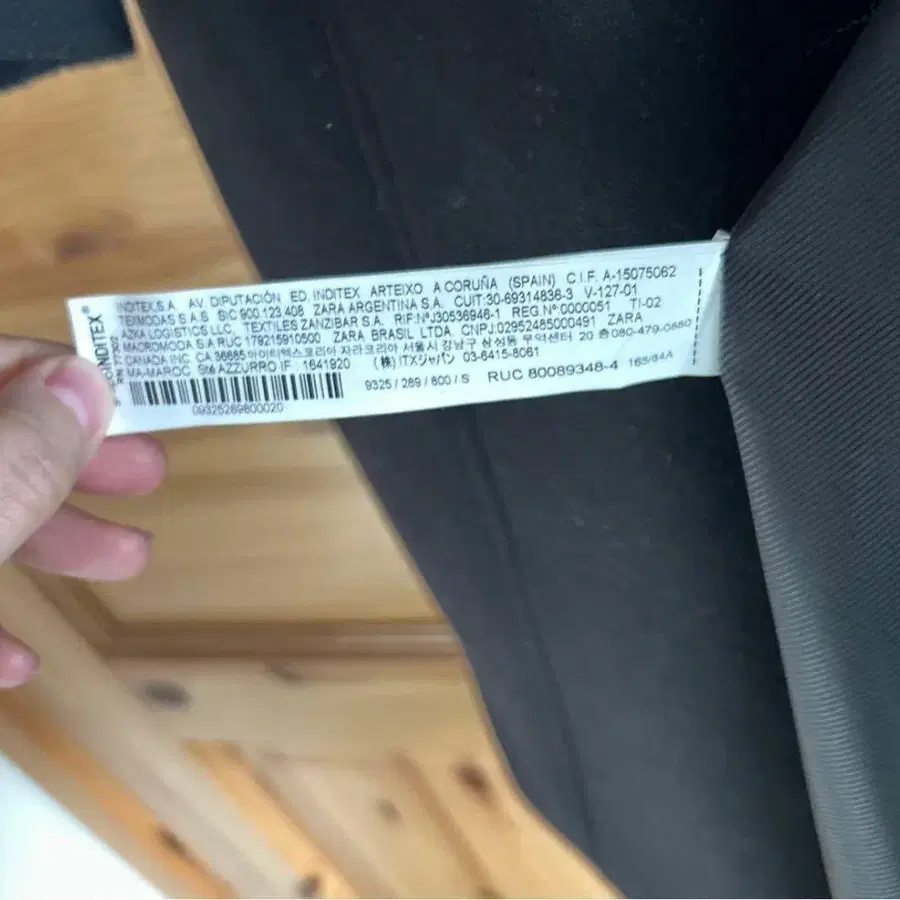 INDITEX®
INDITEX,S.A. AV. DIPUTACIÓN ED. INDITEX ARTEIXO A CORUÑA (SPAIN) C.I.F. A-15075062
TEXMODAS S.A.S SIC 900.123.408 ZARA ARGENTINA S.A. CUIT:30-69314836-3 V-127-01
AZKA LOGISTICS LLC, TEXTILES ZANZIBAR S.A. RIF:NºJ30536946-1 REG.Nº:0000051 TI-02
MACROMODA S.A RUC 179215910500 ZARA BRASIL LTDA. CNPJ.:02952485000491 ZARA
CANADA INC. CA 36685 아이티엑스코리아 자라코리아 서울시 강남구 삼성동 무역센터 20 층 080-479-0880
MA-MAROC. Sté AZZURRO IF : 1641920 (株) ITXジャパン 03-6415-8061
9325 / 289 / 800 / S RUC 80089348-4 165/84A
09325289800020